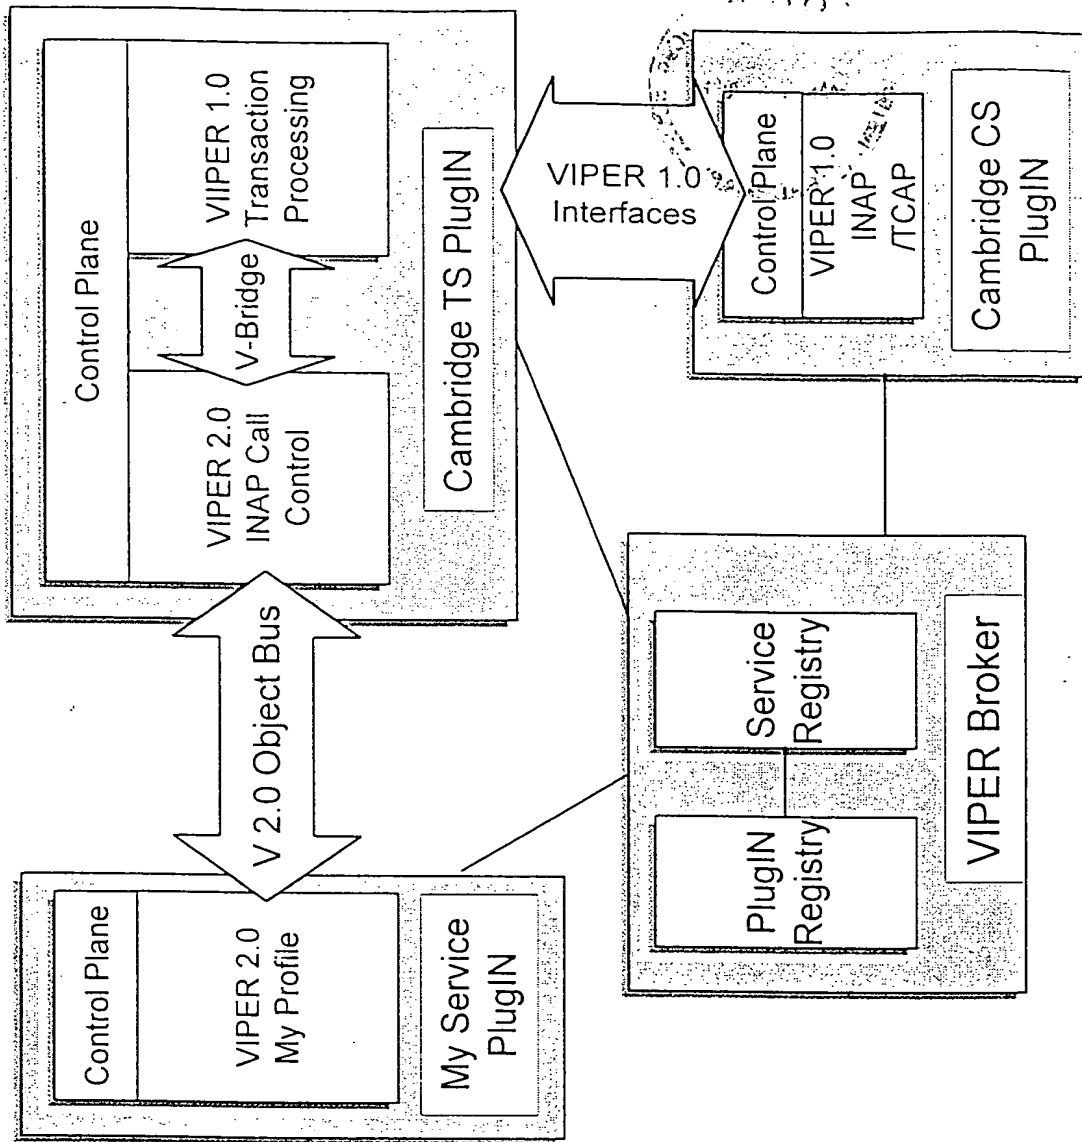 Control Plane
VIPER 2.0
My Profile
My Service
PlugIN
V 2.0 Object Bus
Control Plane
VIPER 2.0
INAP Call
Control
V-Bridge
VIIPER 1.0
Transaction
Processing
Cambridge TS PlugIN
VIPER 1.0
Interfaces
PlugIN
Registry
Service
Registry
VIPER Broker
Control Plane
VIPER 1.0
INAP
/TCAP
Cambridge CS
PlugIN